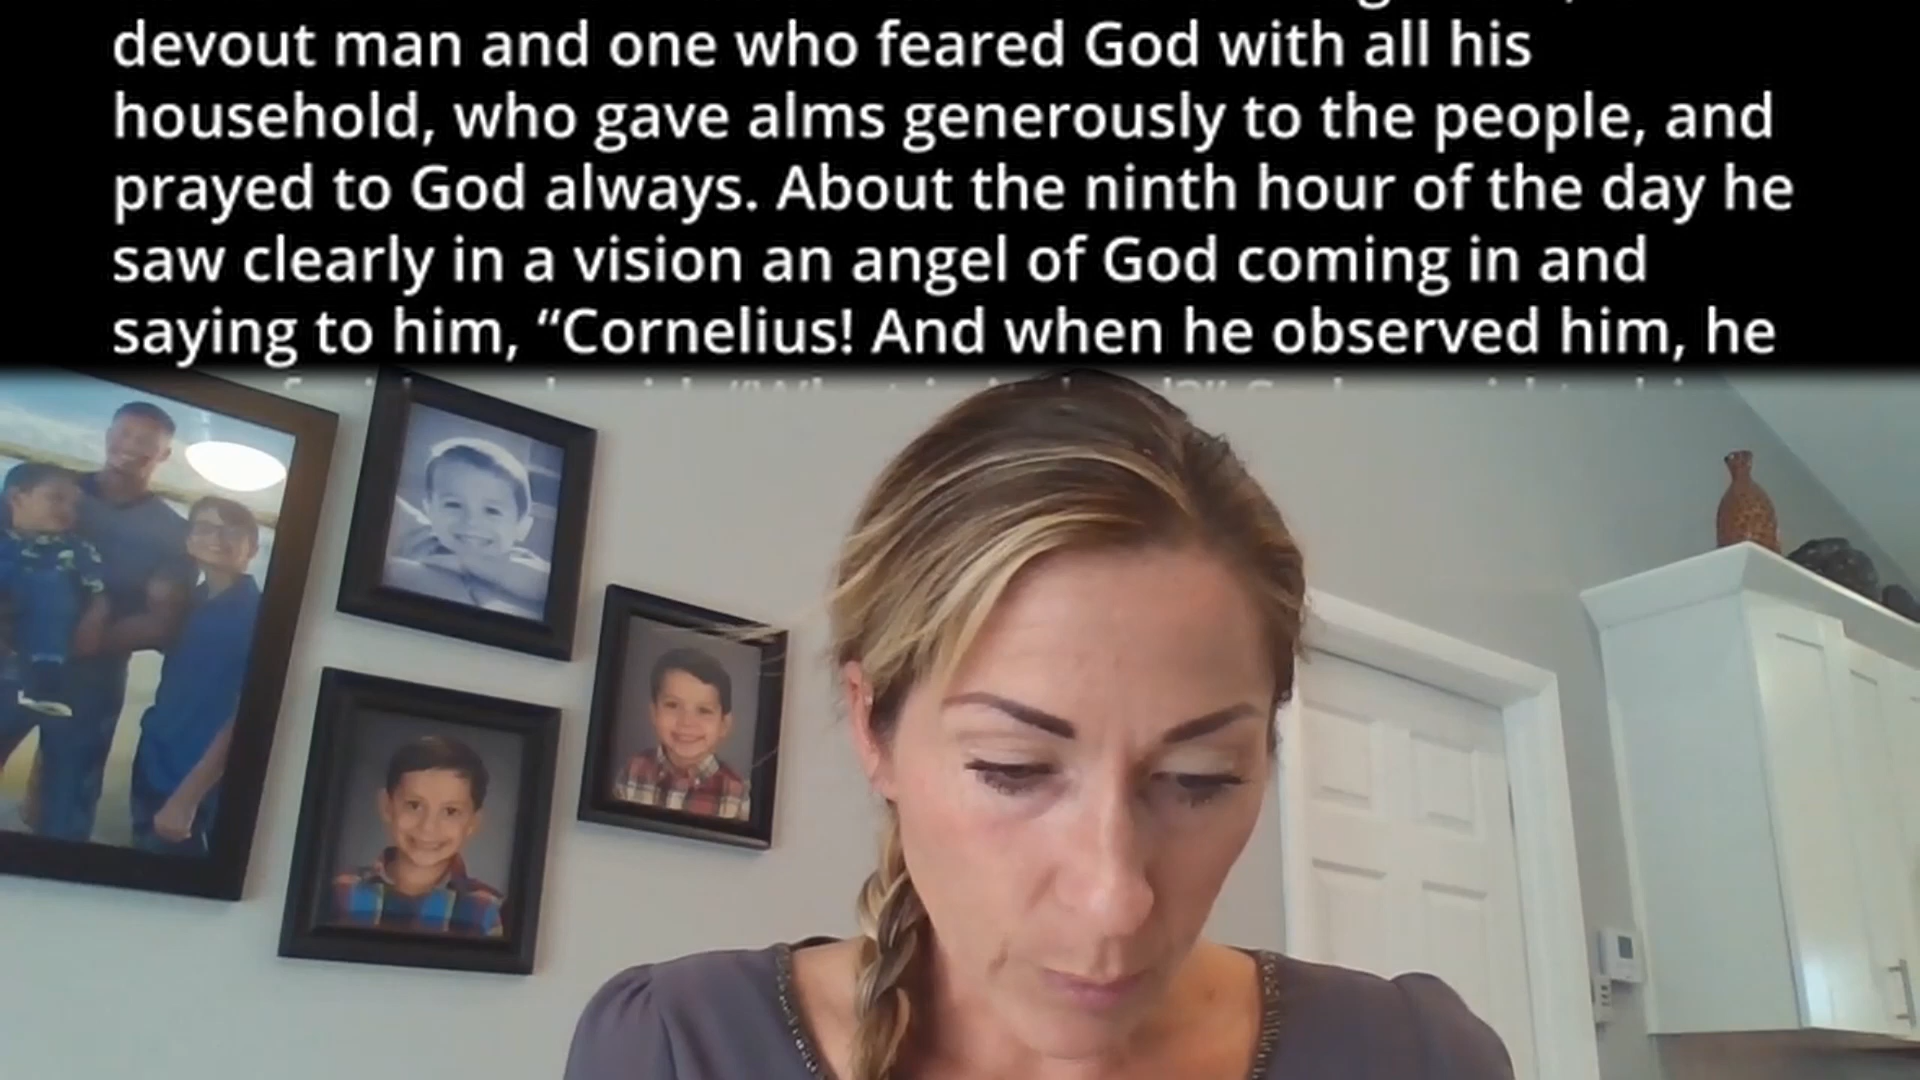 devout man and one who feared God with all his
household, who gave alms generously to the people, and
prayed to God always. About the ninth hour of the day he
saw clearly in a vision an angel of God coming in and
saying to him, “Cornelius! And when he observed him, he